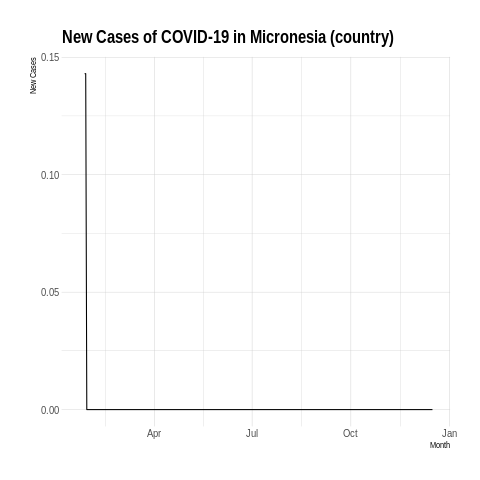 New Cases of COVID-19 in Micronesia (country)
New Cases
0.15
0.10
0.05
0.00
Apr Jul Oct Jan
Month